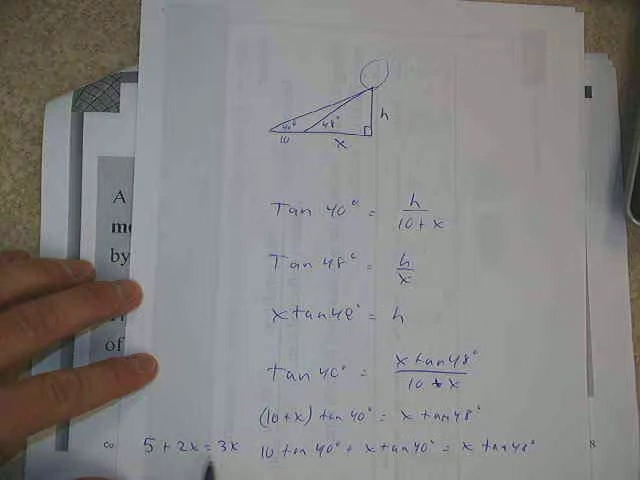 40° 48° h
10 x
Tan 40° = h / 10 + x
Tan 48° = h / x
x tan 48° = h
tan 40° = x tan 48° / 10 + x
(10 + x) tan 40° = x tan 48°
5 + 2x = 3x 10 tan 40° + x tan 40° = x tan 48°
A
by
of
8